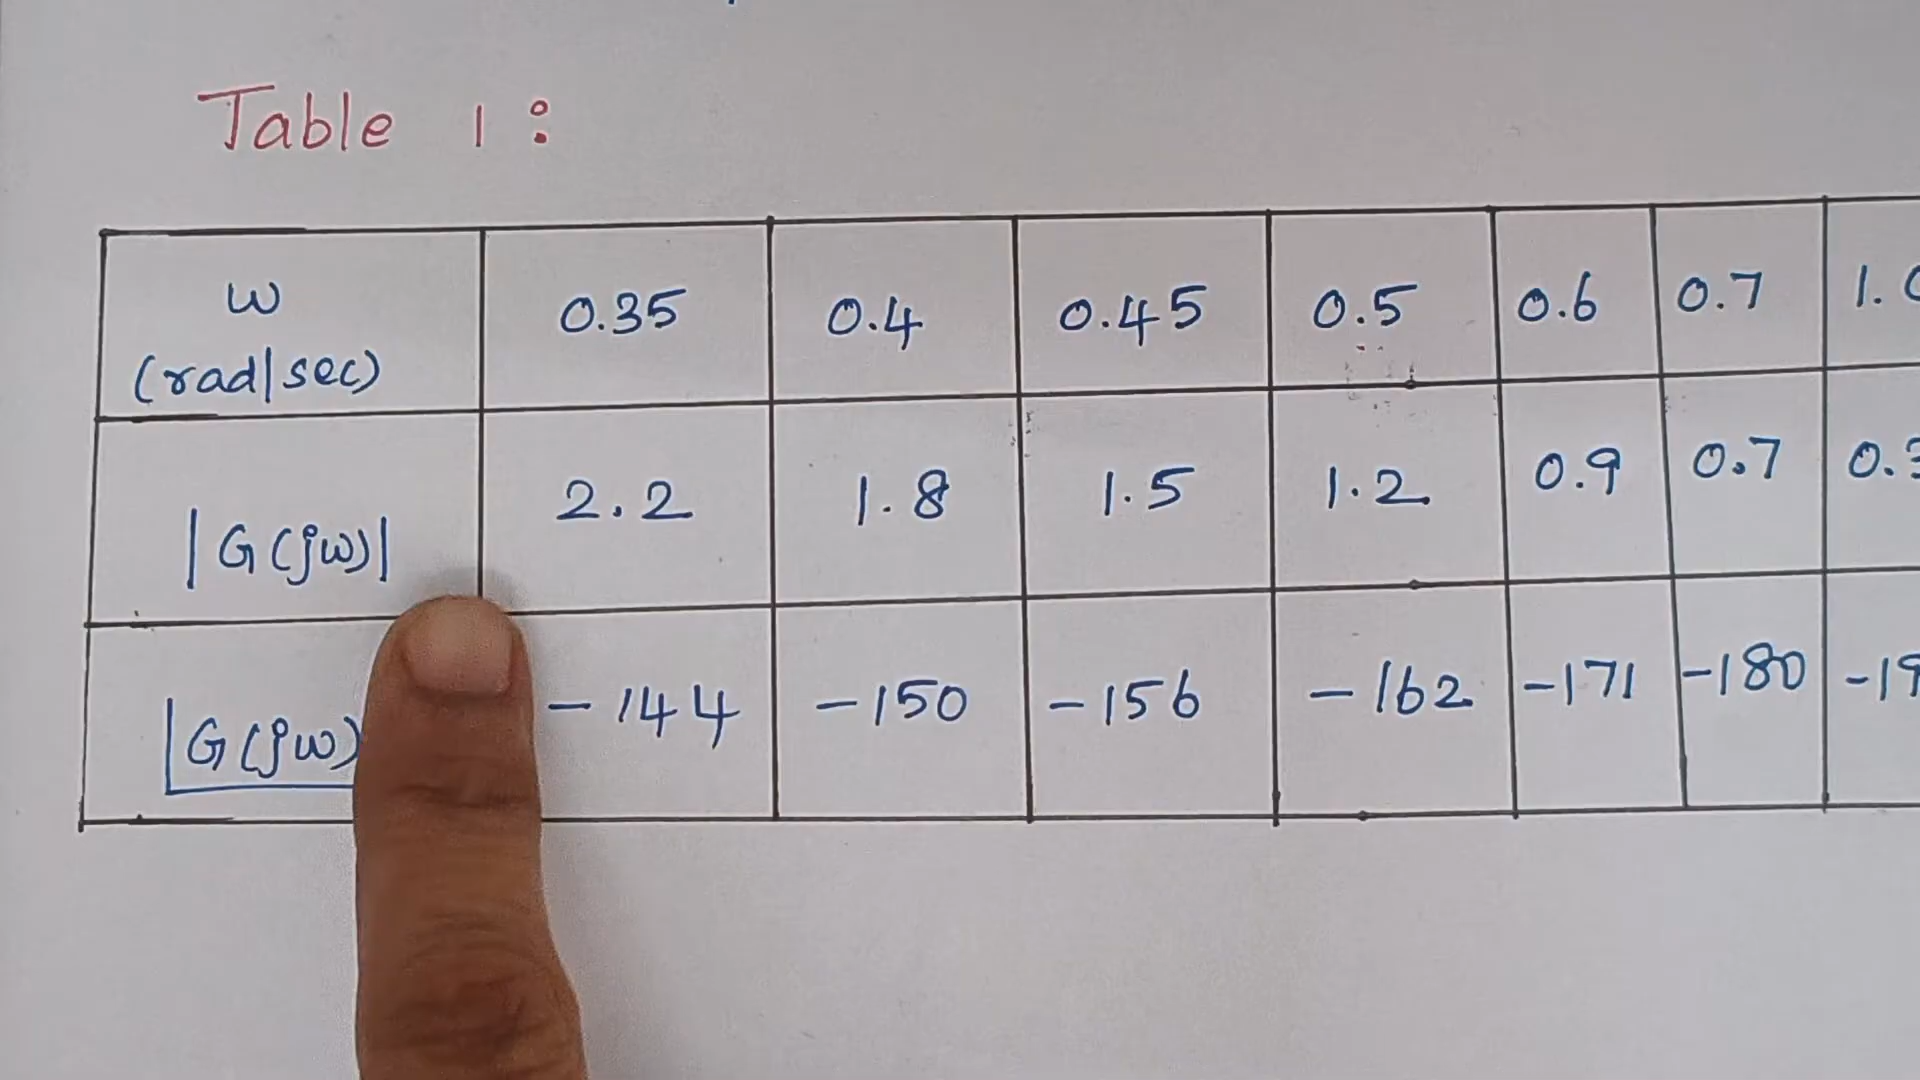 Table 1:
ω (rad/sec) 0.35 0.4 0.45 0.5 0.6 0.7
|G(jω)| 2.2 1.8 1.5 1.2 0.9 0.7
∠G(jω) -144 -150 -156 -162 -171 -180